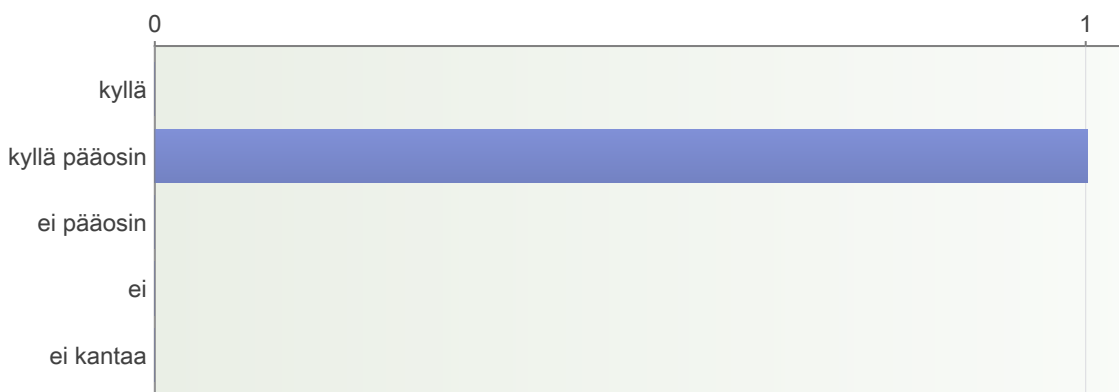 0 1
kyllä
kyllä pääosin
ei pääosin
ei
ei kantaa